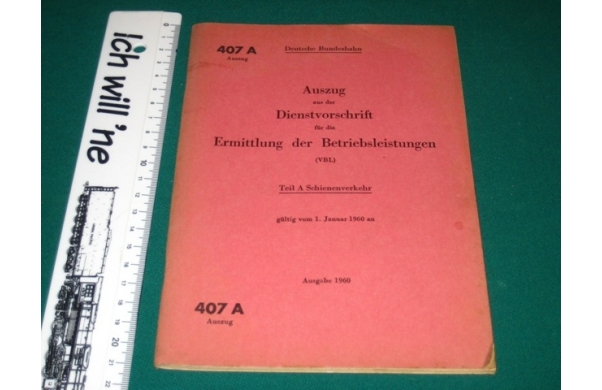 Ich will 'ne
407 A
Auszug
Deutsche Bundesbahn
Auszug
aus der
Dienstvorschrift
für die
Ermittlung der Betriebsleistungen
(VBL)
Teil A Schienenverkehr
gültig vom 1. Januar 1960 an
Ausgabe 1960
407 A
Auszug